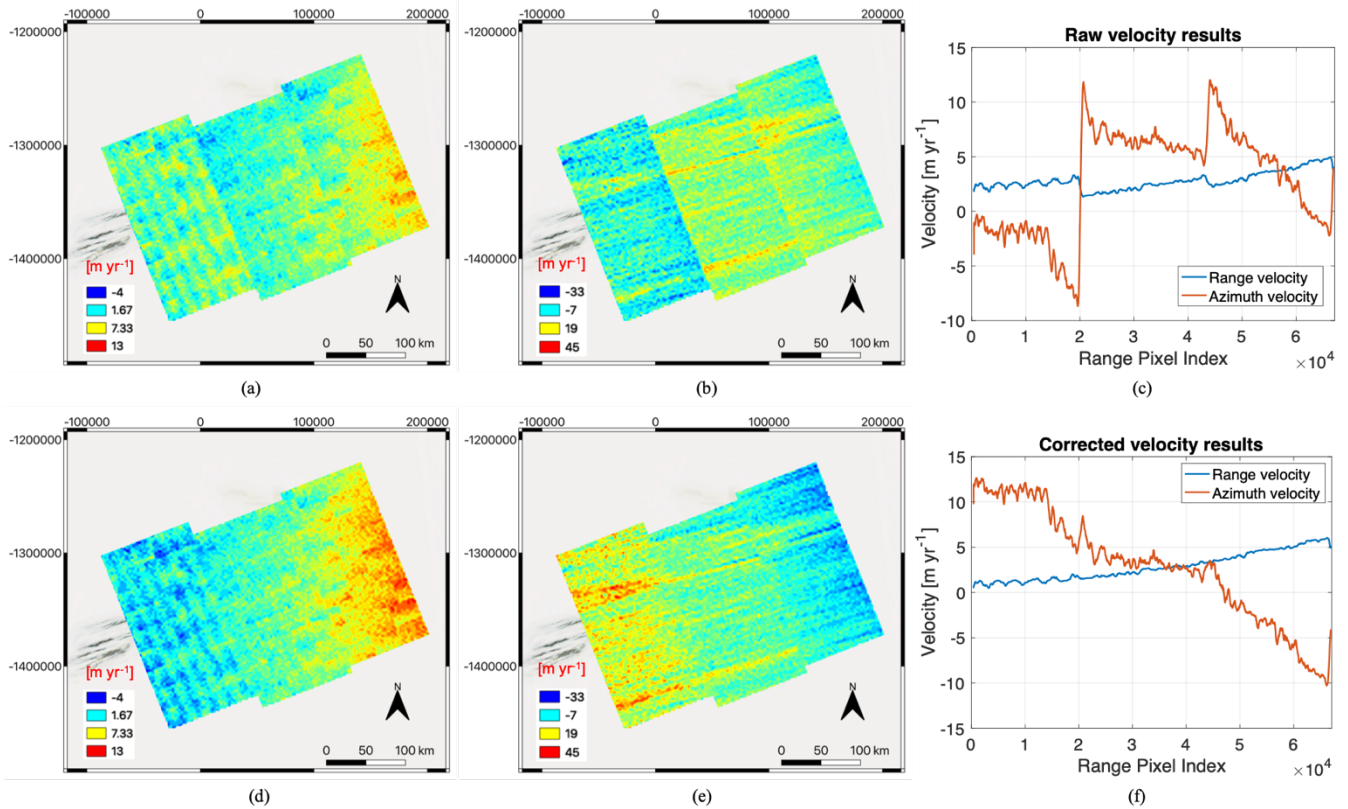 -100000 0 100000 200000
-1200000
-1300000
-1400000
[m yr-1]
-4
1.67
7.33
13
N
0 50 100 km
(a)
-100000 0 100000 200000
-1200000
-1300000
-1400000
[m yr-1]
-33
-7
19
45
N
0 50 100 km
(b)
Raw velocity results
15
10
5
0
-5
-10
Velocity [m yr-1]
Range velocity
Azimuth velocity
0 1 2 3 4 5 6
Range Pixel Index
×10^4
(c)
-100000 0 100000 200000
-1200000
-1300000
-1400000
[m yr-1]
-4
1.67
7.33
13
N
0 50 100 km
(d)
-100000 0 100000 200000
-1200000
-1300000
-1400000
[m yr-1]
-33
-7
19
45
N
0 50 100 km
(e)
Corrected velocity results
15
10
5
0
-5
-10
-15
Velocity [m yr-1]
Range velocity
Azimuth velocity
0 1 2 3 4 5 6
Range Pixel Index
×10^4
(f)